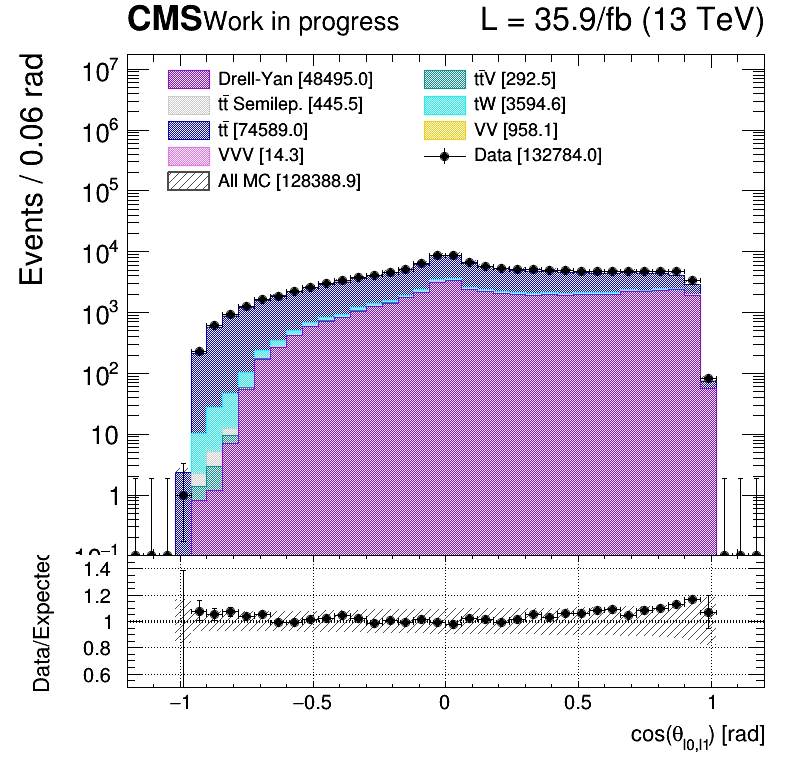 CMS Work in progress L = 35.9/fb (13 TeV)
Events / 0.06 rad
10⁷
10⁶
10⁵
10⁴
10³
10²
10
1
10⁻¹
Drell-Yan [48495.0]
tt̄ Semilep. [445.5]
tt̄ [74589.0]
VVV [14.3]
All MC [128388.9]
tt̄V [292.5]
tW [3594.6]
VV [958.1]
Data [132784.0]
Data/Expected
1.4
1.2
1
0.8
0.6
−1 −0.5 0 0.5 1
cos(θ_l0,l1) [rad]